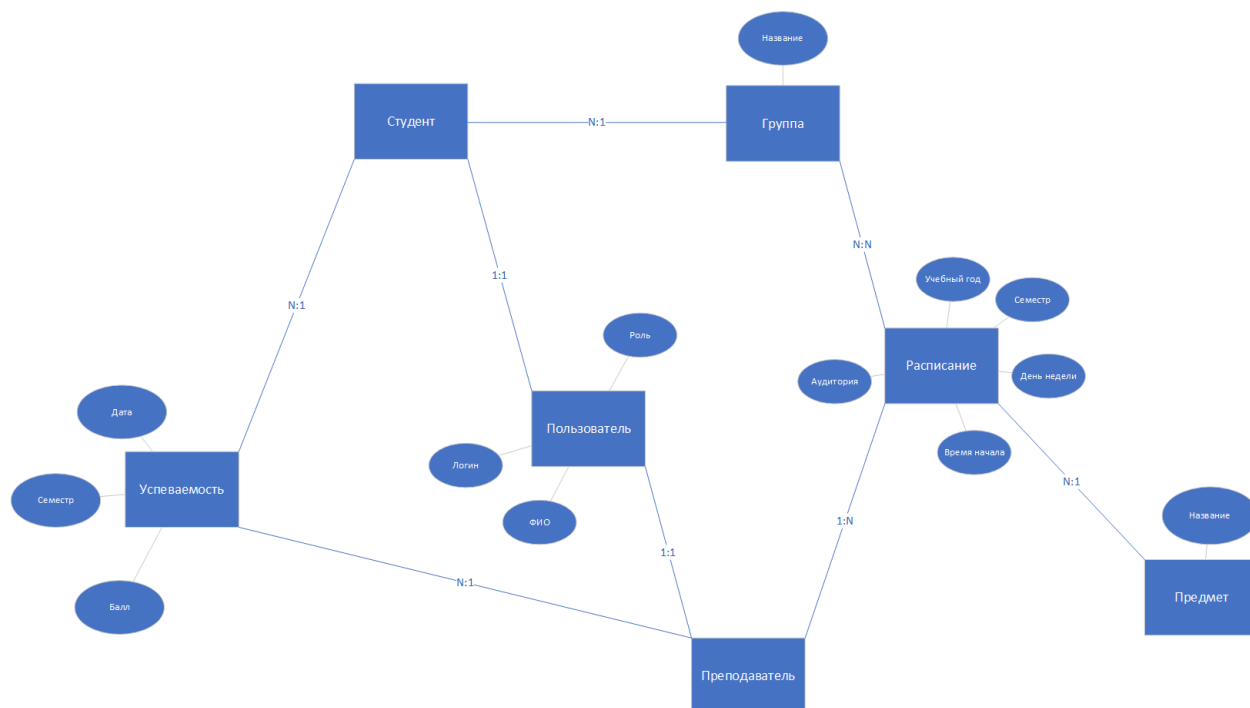 Название
Студент
N:1
Группа
N:N
1:1
Учебный год
Семестр
N:1
Роль
Расписание
Аудитория
День недели
Дата
Пользователь
Время начала
Логин
Успеваемость
N:1
Семестр
ФИО
1:N
Название
1:1
N:1
Предмет
Балл
Преподаватель